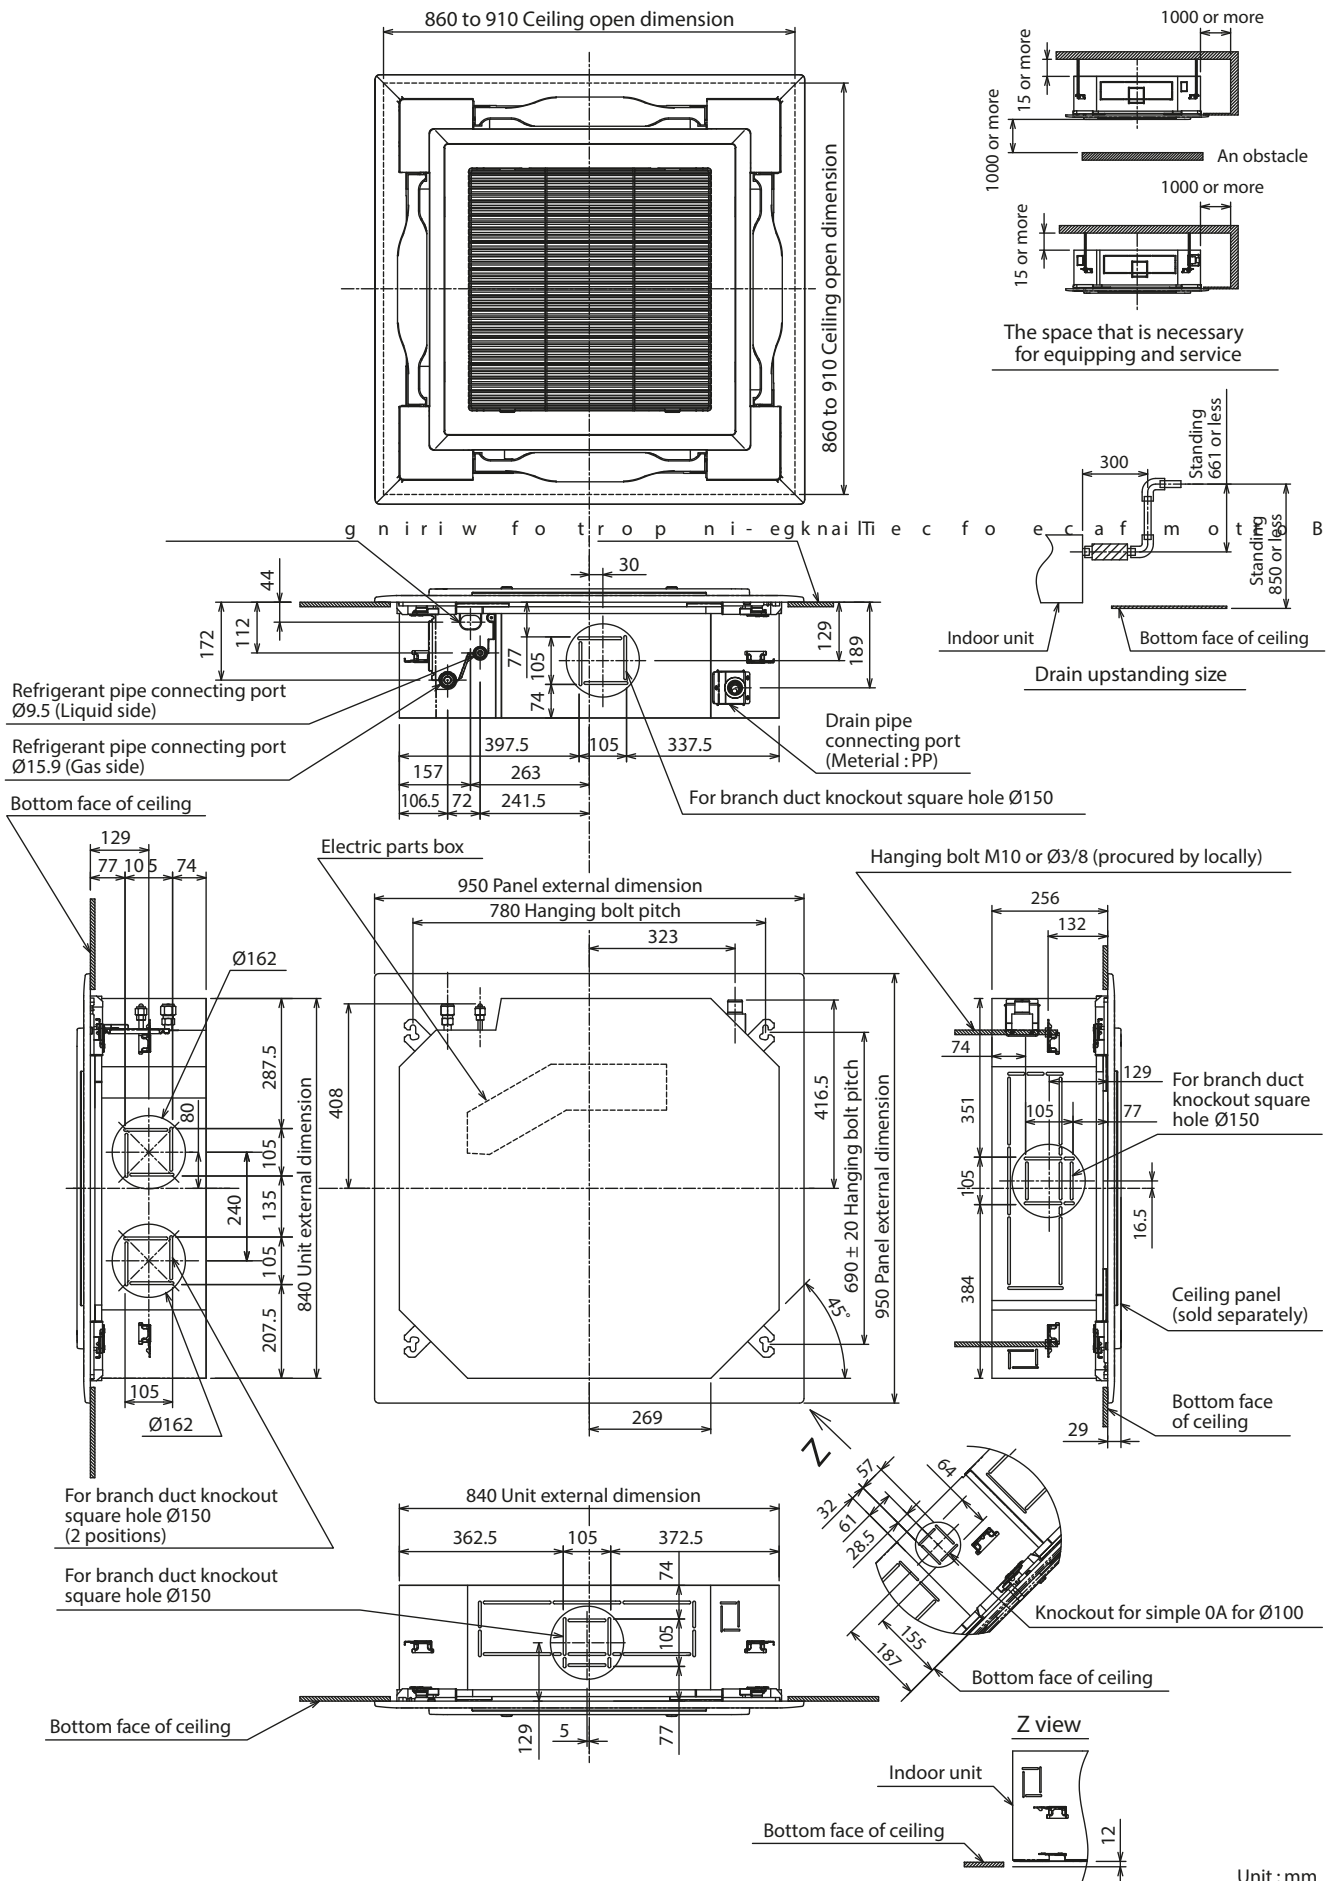 860 to 910 Ceiling open dimension
860 to 910 Ceiling open dimension
1000 or more
15 or more
1000 or more
An obstacle
1000 or more
15 or more
The space that is necessary
for equipping and service
300
Standing
661 or less
Standing
850 or less
Indoor unit
Bottom face of ceiling
Drain upstanding size
44
172
112
30
77
105
74
129
189
Refrigerant pipe connecting port
Ø9.5 (Liquid side)
Refrigerant pipe connecting port
Ø15.9 (Gas side)
397.5
105
337.5
157
263
106.5
72
241.5
Drain pipe
connecting port
(Meterial : PP)
For branch duct knockout square hole Ø150
Bottom face of ceiling
129
77
105
74
Ø162
287.5
80
105
135
240
105
207.5
840 Unit external dimension
105
Ø162
For branch duct knockout
square hole Ø150
(2 positions)
For branch duct knockout
square hole Ø150
Electric parts box
950 Panel external dimension
780 Hanging bolt pitch
323
408
416.5
690 ± 20 Hanging bolt pitch
950 Panel external dimension
45°
269
Z
Hanging bolt M10 or Ø3/8 (procured by locally)
256
132
74
129
351
105
77
For branch duct
knockout square
hole Ø150
105
16.5
384
Ceiling panel
(sold separately)
Bottom face
of ceiling
29
840 Unit external dimension
362.5
105
372.5
74
105
129
5
77
Bottom face of ceiling
57
64
32
61
28.5
155
187
Knockout for simple 0A for Ø100
Bottom face of ceiling
Z view
Indoor unit
Bottom face of ceiling
12
Unit : mm